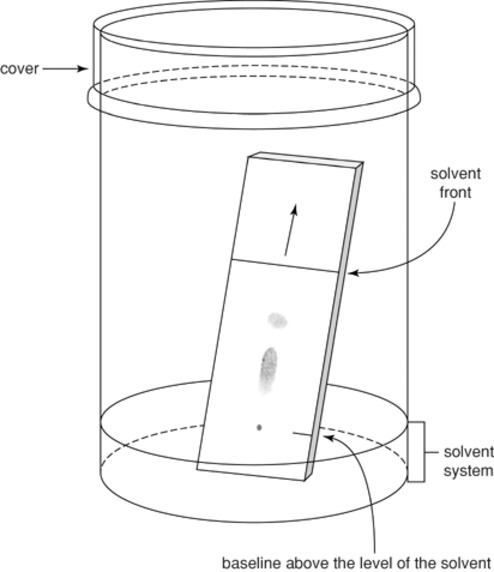 cover
solvent
front
solvent
system
baseline above the level of the solvent